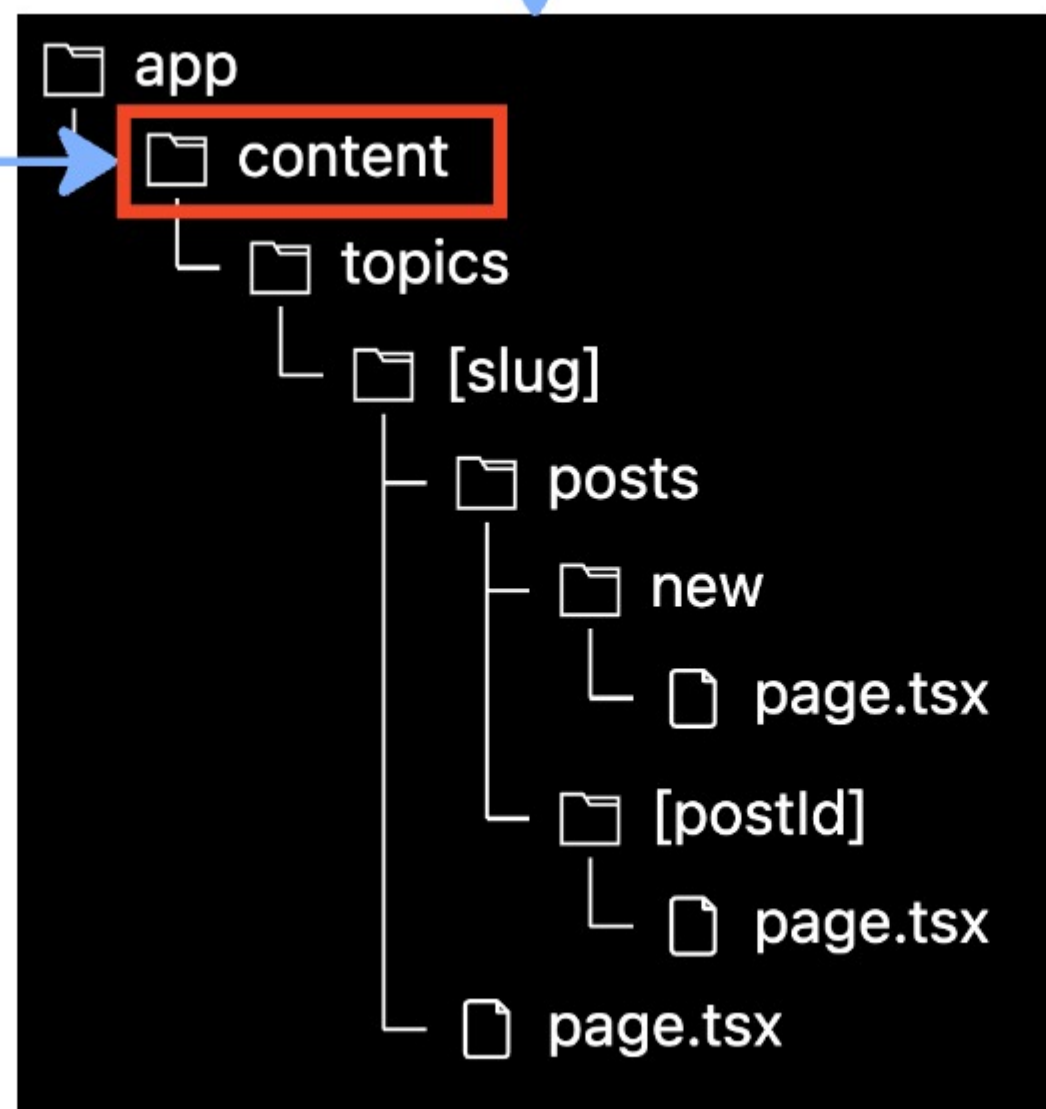 app
content
topics
[slug]
posts
new
page.tsx
[postId]
page.tsx
page.tsx